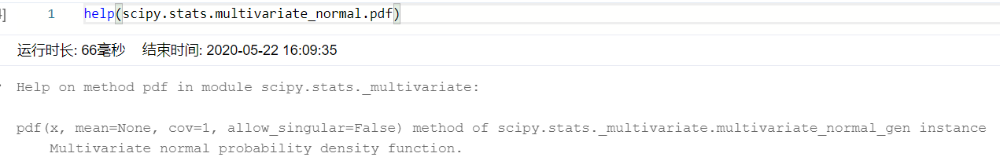 4] 1 help(scipy.stats.multivariate_normal.pdf)
运行时长: 66毫秒 结束时间: 2020-05-22 16:09:35
Help on method pdf in module scipy.stats._multivariate:
pdf(x, mean=None, cov=1, allow_singular=False) method of scipy.stats._multivariate.multivariate_normal_gen instance
    Multivariate normal probability density function.